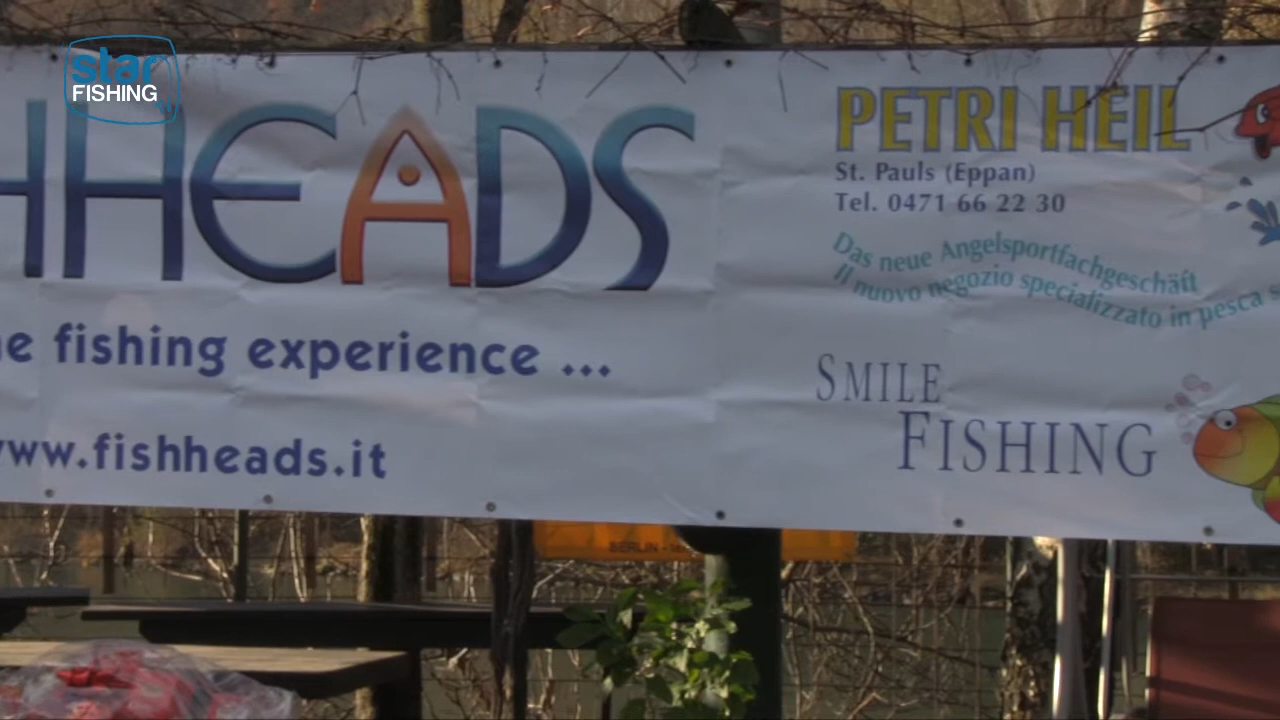 star
FISHING
HHEADS
fishing experience ...
www.fishheads.it
PETRI HEIL
St. Pauls (Eppan)
Tel. 0471 66 22 30
Das neue Angelsportfachgeschäft
Il nuovo negozio specializzato in pesca
SMILE
FISHING
BERLIN